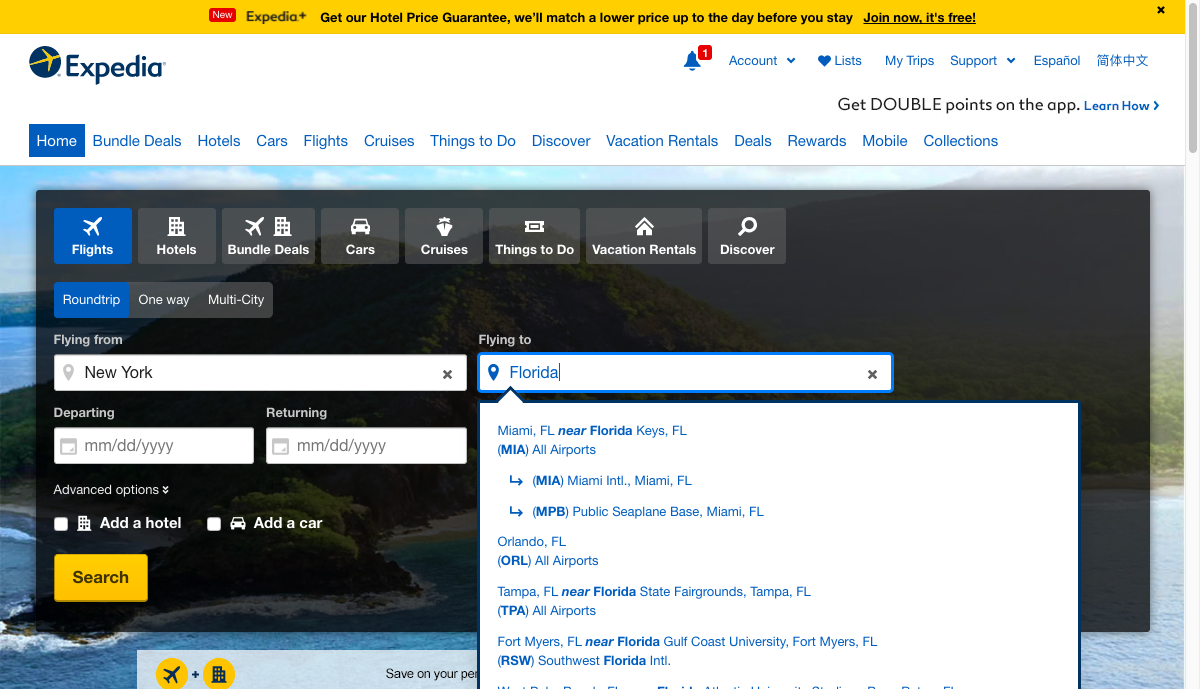 New Expedia+ Get our Hotel Price Guarantee, we'll match a lower price up to the day before you stay Join now, it's free!
Expedia
1 Account Lists My Trips Support Español 简体中文
Get DOUBLE points on the app. Learn How
Home Bundle Deals Hotels Cars Flights Cruises Things to Do Discover Vacation Rentals Deals Rewards Mobile Collections
Flights Hotels Bundle Deals Cars Cruises Things to Do Vacation Rentals Discover
Roundtrip One way Multi-City
Flying from Flying to
New York Florida
Departing Returning
mm/dd/yyyy mm/dd/yyyy
Advanced options
Add a hotel Add a car
Search
Miami, FL near Florida Keys, FL
(MIA) All Airports
(MIA) Miami Intl., Miami, FL
(MPB) Public Seaplane Base, Miami, FL
Orlando, FL
(ORL) All Airports
Tampa, FL near Florida State Fairgrounds, Tampa, FL
(TPA) All Airports
Fort Myers, FL near Florida Gulf Coast University, Fort Myers, FL
(RSW) Southwest Florida Intl.
+ Save on your